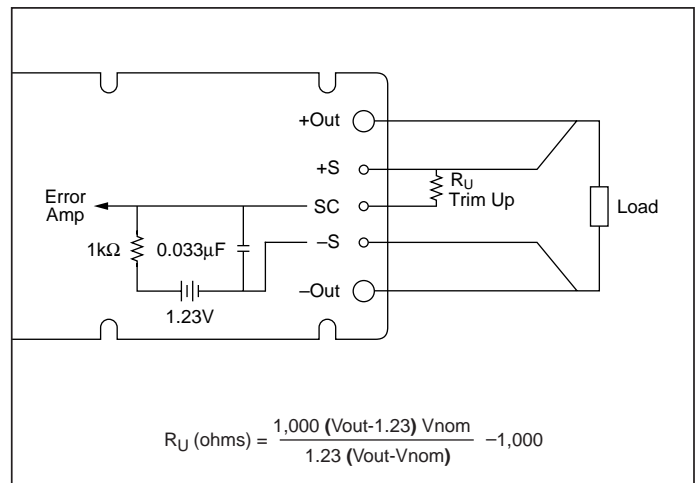 +Out
+S
RU
Trim Up
Error
Amp
SC
Load
1kΩ
0.033µF
–S
–Out
1.23V
RU (ohms) = 1,000 (Vout-1.23) Vnom / 1.23 (Vout-Vnom) –1,000